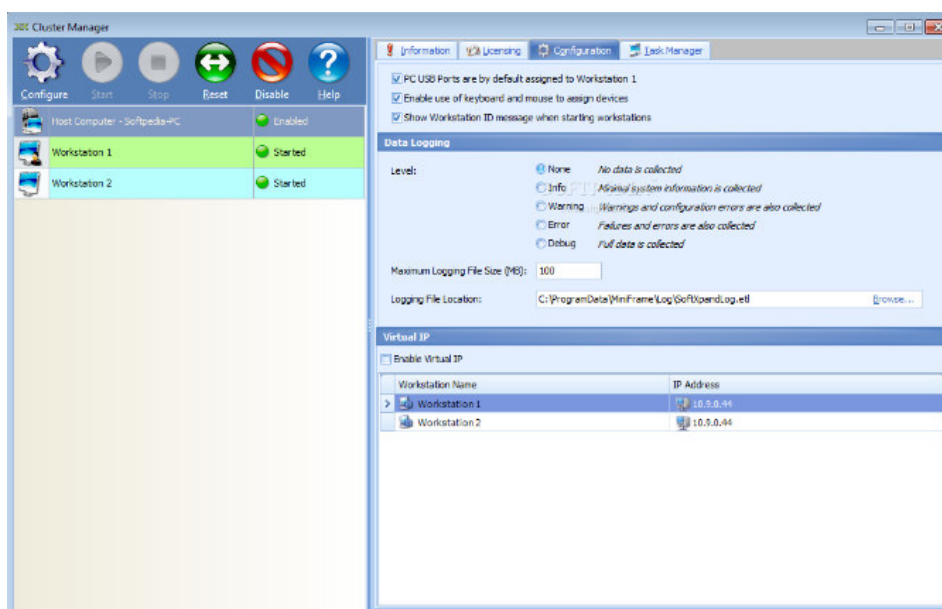 Cluster Manager
Configure Start Stop Reset Disable Help
Host Computer - Softpedia-PC Enabled
Workstation 1 Started
Workstation 2 Started
Information Licensing Configuration Task Manager
PC USB Ports are by default assigned to Workstation 1
Enable use of keyboard and mouse to assign devices
Show Workstation ID message when starting workstations
Data Logging
Level: None No data is collected
Info Minimal system information is collected
Warning Warnings and configuration errors are also collected
Error Failures and errors are also collected
Debug Full data is collected
Maximum Logging File Size (MB): 100
Logging File Location: C:\ProgramData\MiniFrame\Log\SoftXpandLog.etl Browse...
Virtual IP
Enable Virtual IP
Workstation Name IP Address
Workstation 1 10.9.0.44
Workstation 2 10.9.0.44